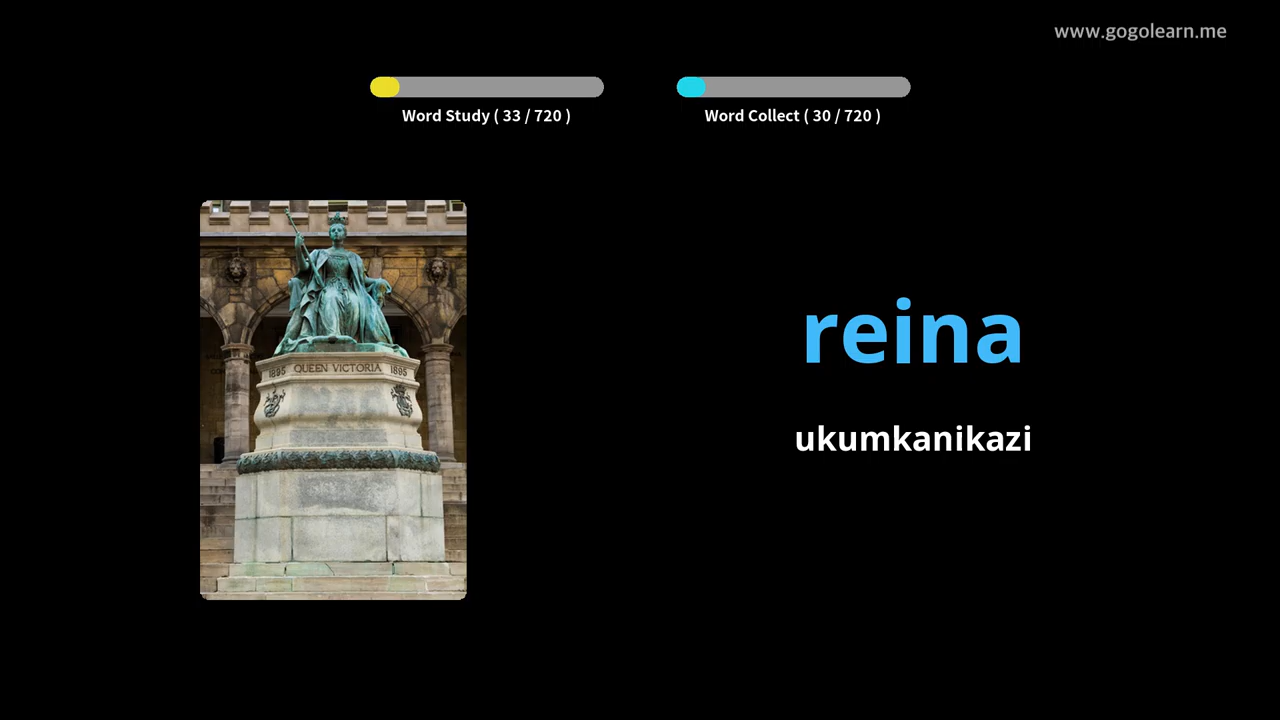 www.gogolearn.me
Word Study ( 33 / 720 )
Word Collect ( 30 / 720 )
1895 QUEEN VICTORIA 1895
reina
ukumkanikazi